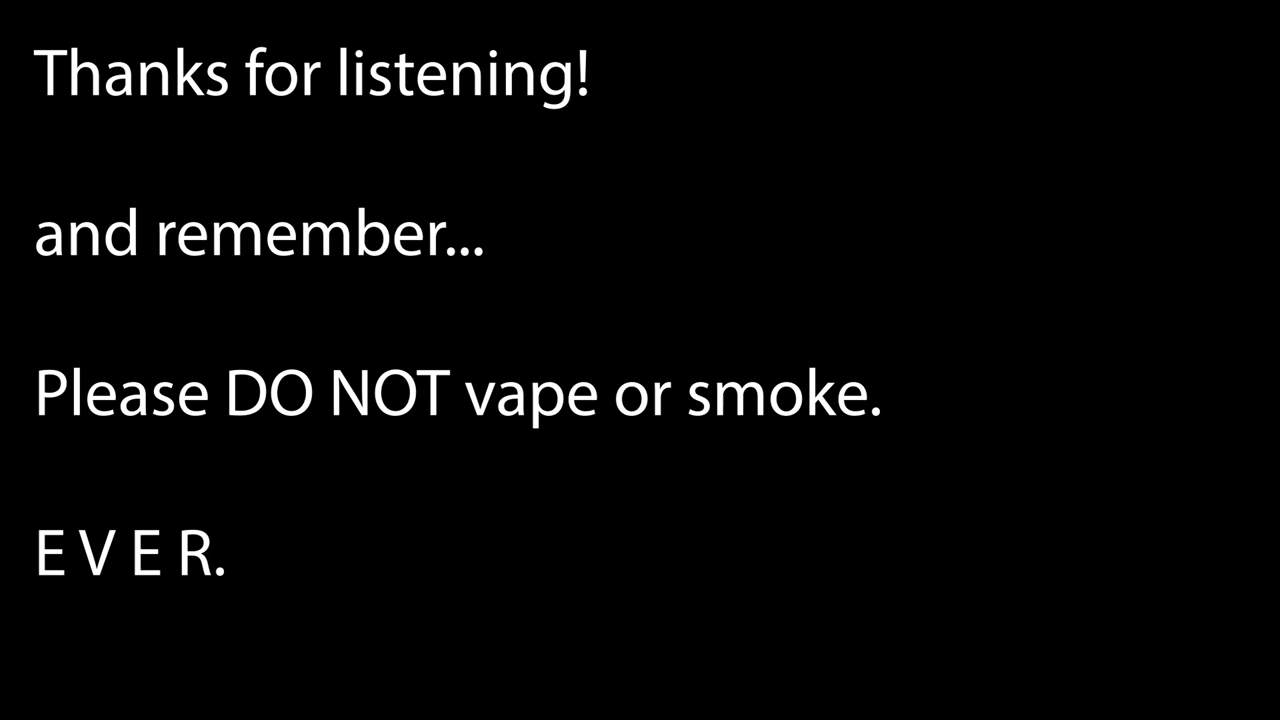 Thanks for listening!
and remember...
Please DO NOT vape or smoke.
E V E R.